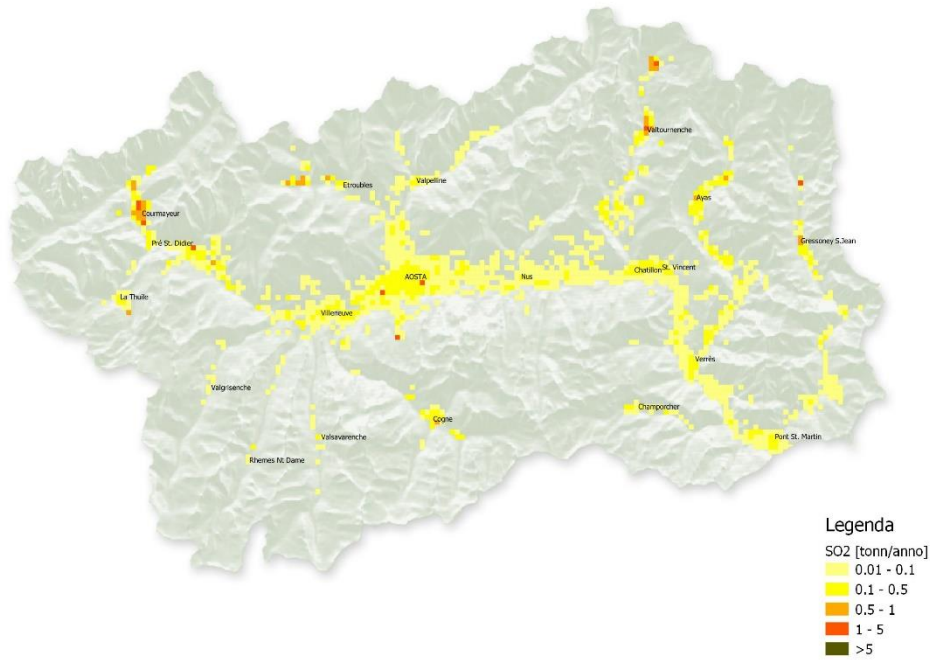 Valtournenche
Etroubles
Valpelline
Ayas
Courmayeur
Pré St. Didier
Gressoney S.Jean
AOSTA
Nus
Chatillon
St. Vincent
La Thuile
Villeneuve
Verrès
Valgrisenche
Champorcher
Cogne
Valsavarenche
Pont St. Martin
Rhemes Nt Dame
Legenda
SO2 [tonn/anno]
0.01 - 0.1
0.1 - 0.5
0.5 - 1
1 - 5
>5